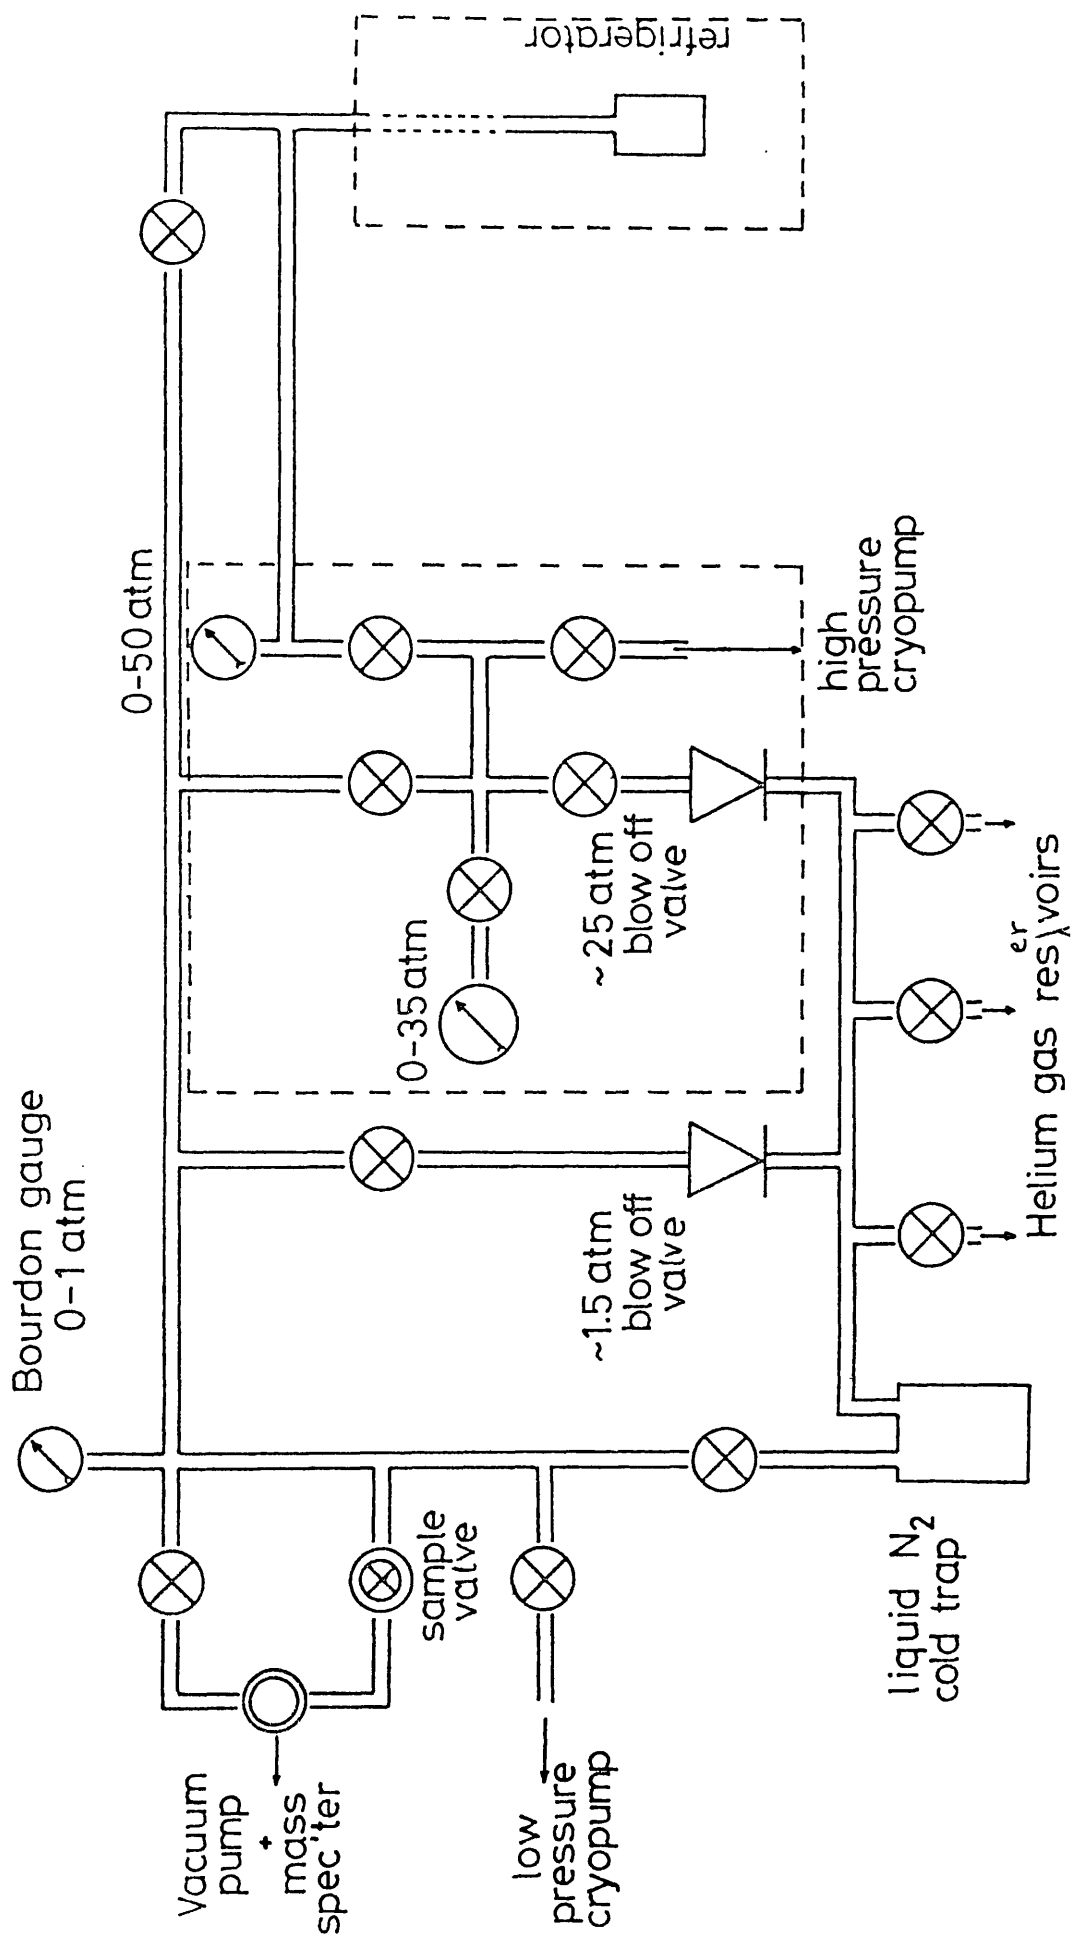 Bourdon gauge
0-1 atm
0-50 atm
refrigerator
0-35 atm
~25 atm
blow off
valve
high
pressure
cryopump
~1.5 atm
blow off
valve
Vacuum
pump
+
mass
spec'ter
sample
valve
low
pressure
cryopump
liquid N2
cold trap
er
Helium gas res⁁voirs